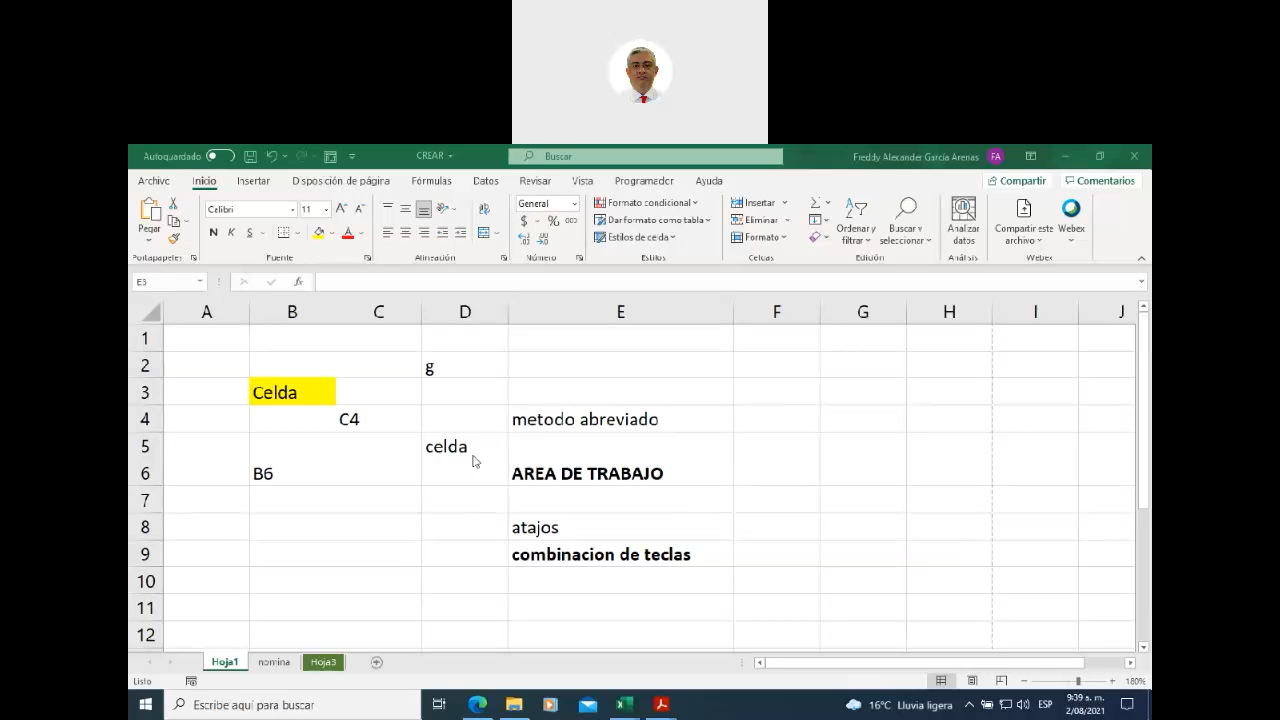 Autoguardado
CREAR
Buscar
Freddy Alexander García Arenas
FA
Archivo Inicio Insertar Disposición de página Fórmulas Datos Revisar Vista Programador Ayuda
Compartir Comentarios
Pegar
Calibri 11
N K S
General
$ % 000
Formato condicional
Dar formato como tabla
Estilos de celda
Insertar
Eliminar
Formato
Ordenar y filtrar
Buscar y seleccionar
Analizar datos
Compartir este archivo
Webex
Portapapeles Fuente Alineación Número Estilos Celdas Edición Análisis Webex
fx
A B C D E F G H I J
1
2 g
3 Celda
4 C4 metodo abreviado
5 celda
6 B6 AREA DE TRABAJO
7
8 atajos
9 combinacion de teclas
10
11
12
Hoja1 nomina Hoja3
Listo
180%
Escribe aquí para buscar
16°C Lluvia ligera
ESP
9:39 a. m.
2/08/2021